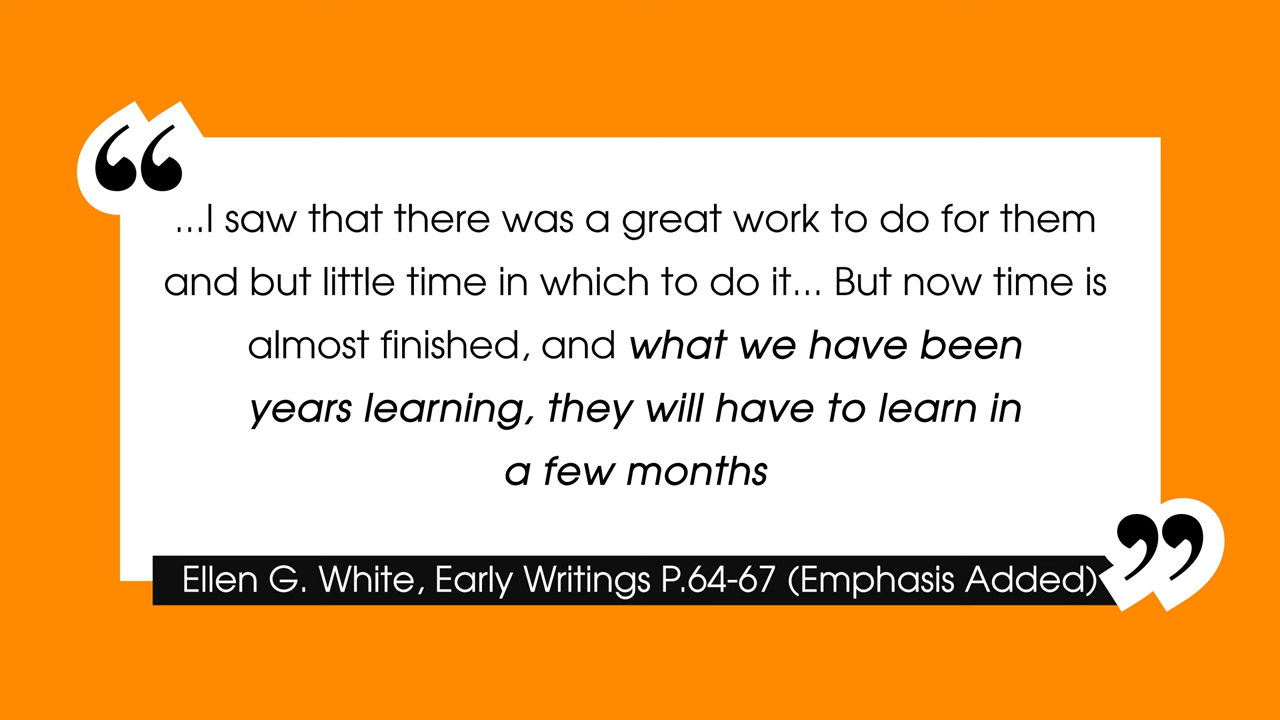 “
...I saw that there was a great work to do for them
and but little time in which to do it... But now time is
almost finished, and what we have been
years learning, they will have to learn in
a few months
”
Ellen G. White, Early Writings P.64-67 (Emphasis Added)